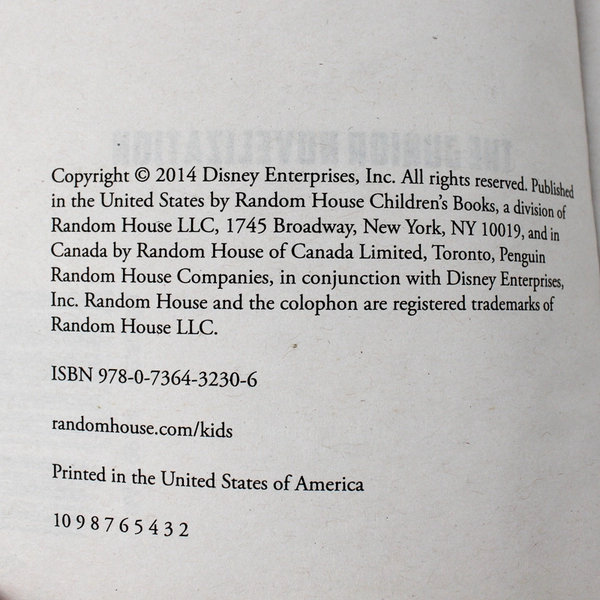 THE JUNIOR NOVELIZATION
Copyright © 2014 Disney Enterprises, Inc. All rights reserved. Published
in the United States by Random House Children's Books, a division of
Random House LLC, 1745 Broadway, New York, NY 10019, and in
Canada by Random House of Canada Limited, Toronto, Penguin
Random House Companies, in conjunction with Disney Enterprises,
Inc. Random House and the colophon are registered trademarks of
Random House LLC.
ISBN 978-0-7364-3230-6
randomhouse.com/kids
Printed in the United States of America
10 9 8 7 6 5 4 3 2